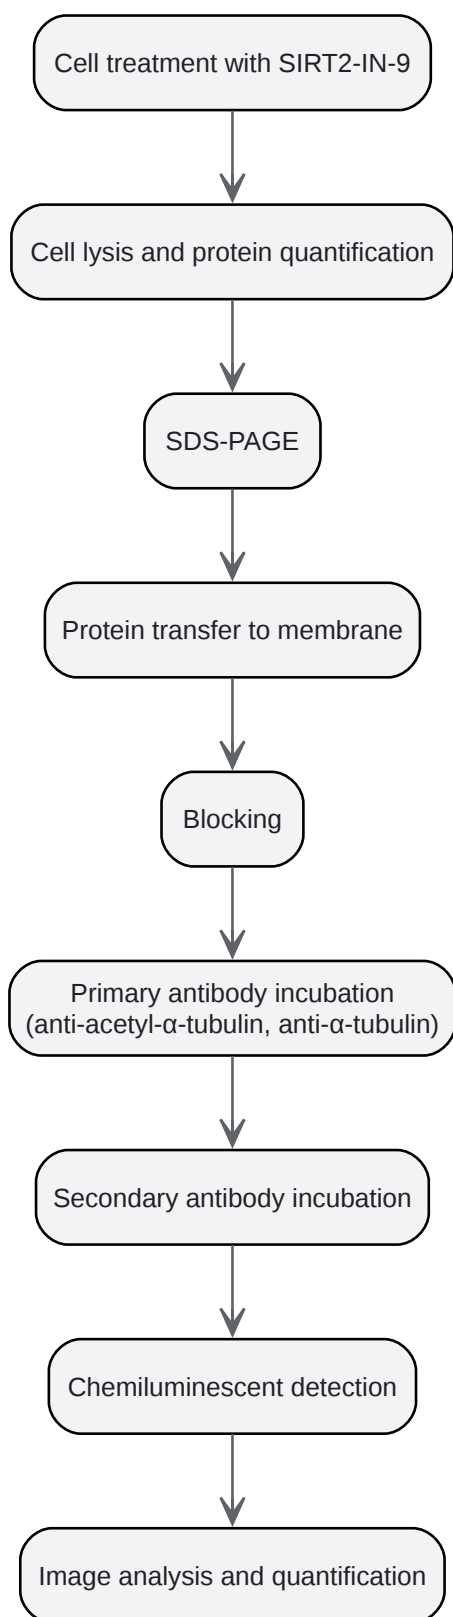 Cell treatment with SIRT2-IN-9
Cell lysis and protein quantification
SDS-PAGE
Protein transfer to membrane
Blocking
Primary antibody incubation
(anti-acetyl-α-tubulin, anti-α-tubulin)
Secondary antibody incubation
Chemiluminescent detection
Image analysis and quantification